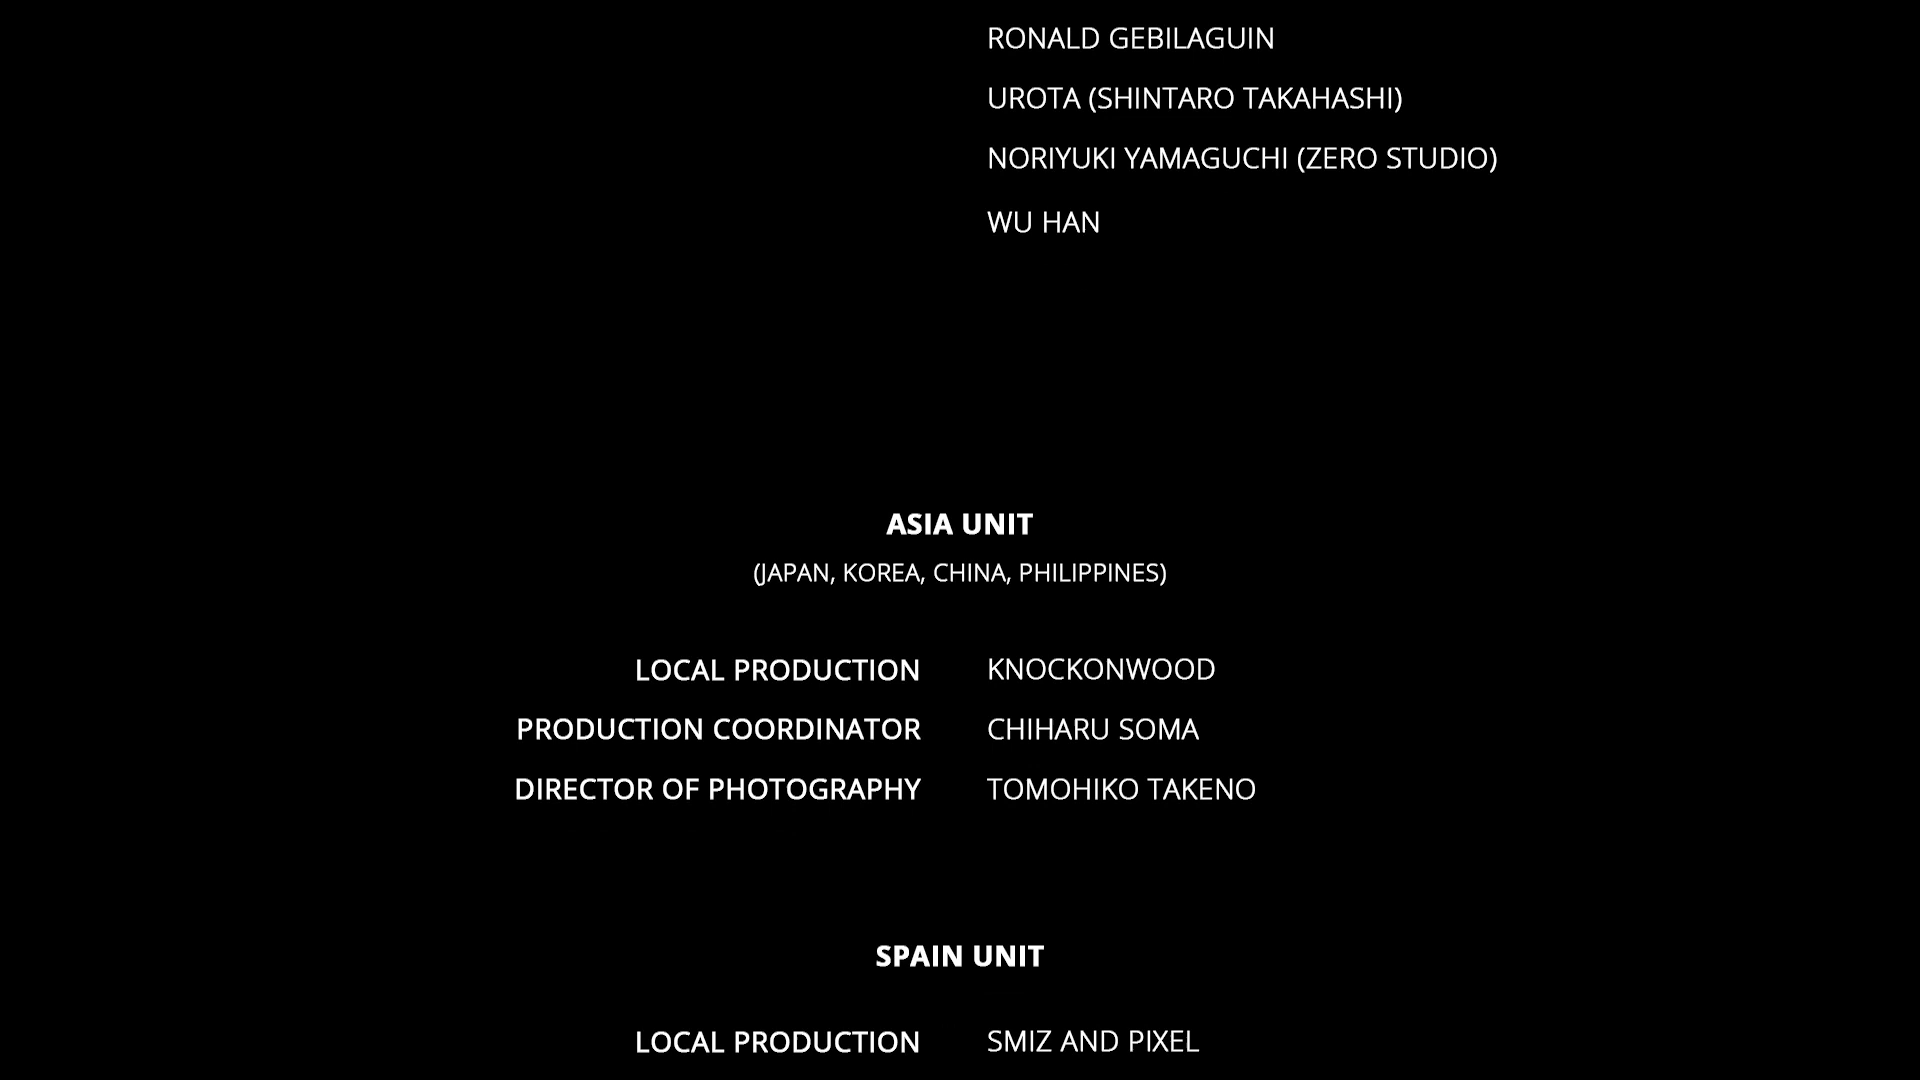 RONALD GEBILAGUIN
UROTA (SHINTARO TAKAHASHI)
NORIYUKI YAMAGUCHI (ZERO STUDIO)
WU HAN
ASIA UNIT
(JAPAN, KOREA, CHINA, PHILIPPINES)
LOCAL PRODUCTION KNOCKONWOOD
PRODUCTION COORDINATOR CHIHARU SOMA
DIRECTOR OF PHOTOGRAPHY TOMOHIKO TAKENO
SPAIN UNIT
LOCAL PRODUCTION SMIZ AND PIXEL